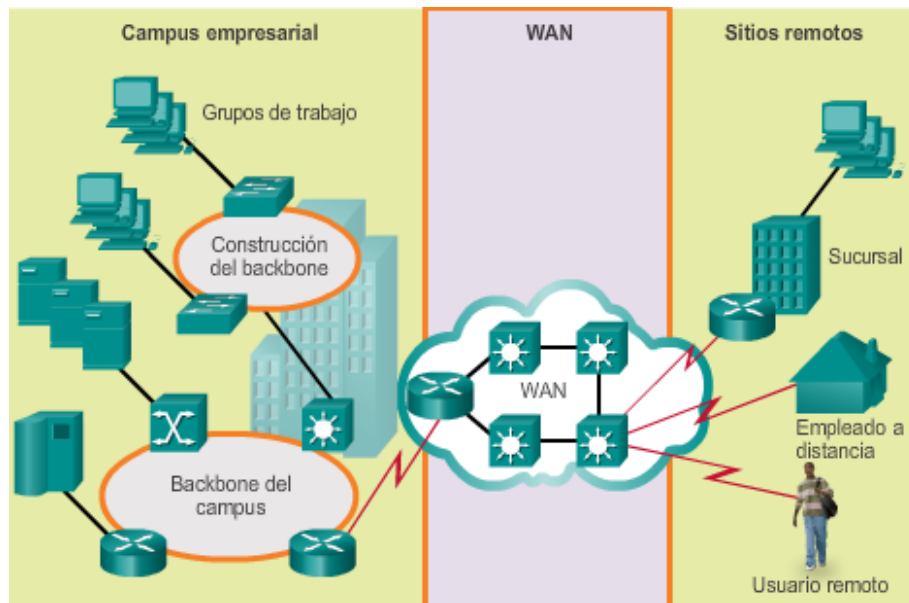 Campus empresarial
WAN
Sitios remotos
Grupos de trabajo
Construcción
del backbone
Sucursal
WAN
Empleado a
distancia
Backbone del
campus
Usuario remoto